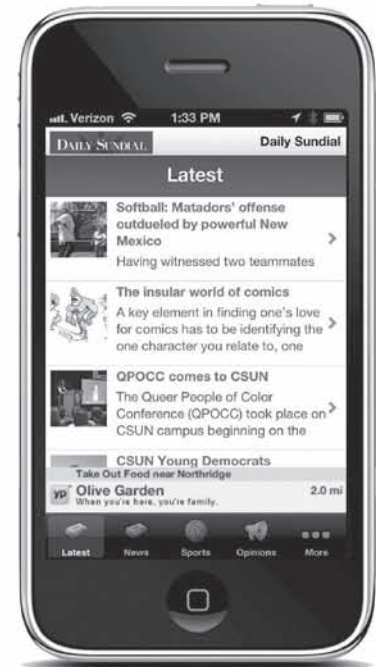 Verizon 1:33 PM
DAILY SUNDIAL Daily Sundial
Latest
Softball: Matadors' offense
outdueled by powerful New
Mexico
Having witnessed two teammates
The insular world of comics
A key element in finding one's love
for comics has to be identifying the
one character you relate to, one
QPOCC comes to CSUN
The Queer People of Color
Conference (QPOCC) took place on
CSUN campus beginning on the
CSUN Young Democrats
Take Out Food near Northridge
YP Olive Garden 2.0 mi
When you're here, you're family.
Latest News Sports Opinions More